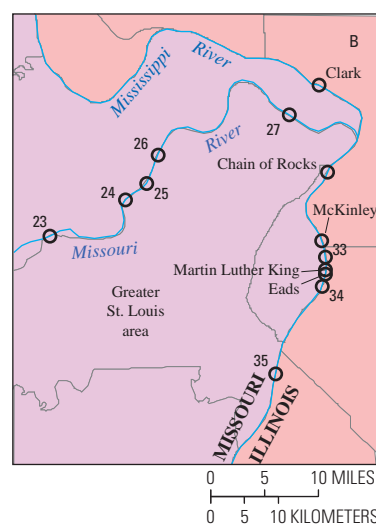 B
Clark
Mississippi
River
River
27
26
Chain of Rocks
25
24
McKinley
23
Missouri
33
Martin Luther King
Eads
34
Greater
St. Louis
area
35
MISSOURI
ILLINOIS
0 5 10 MILES
0 5 10 KILOMETERS